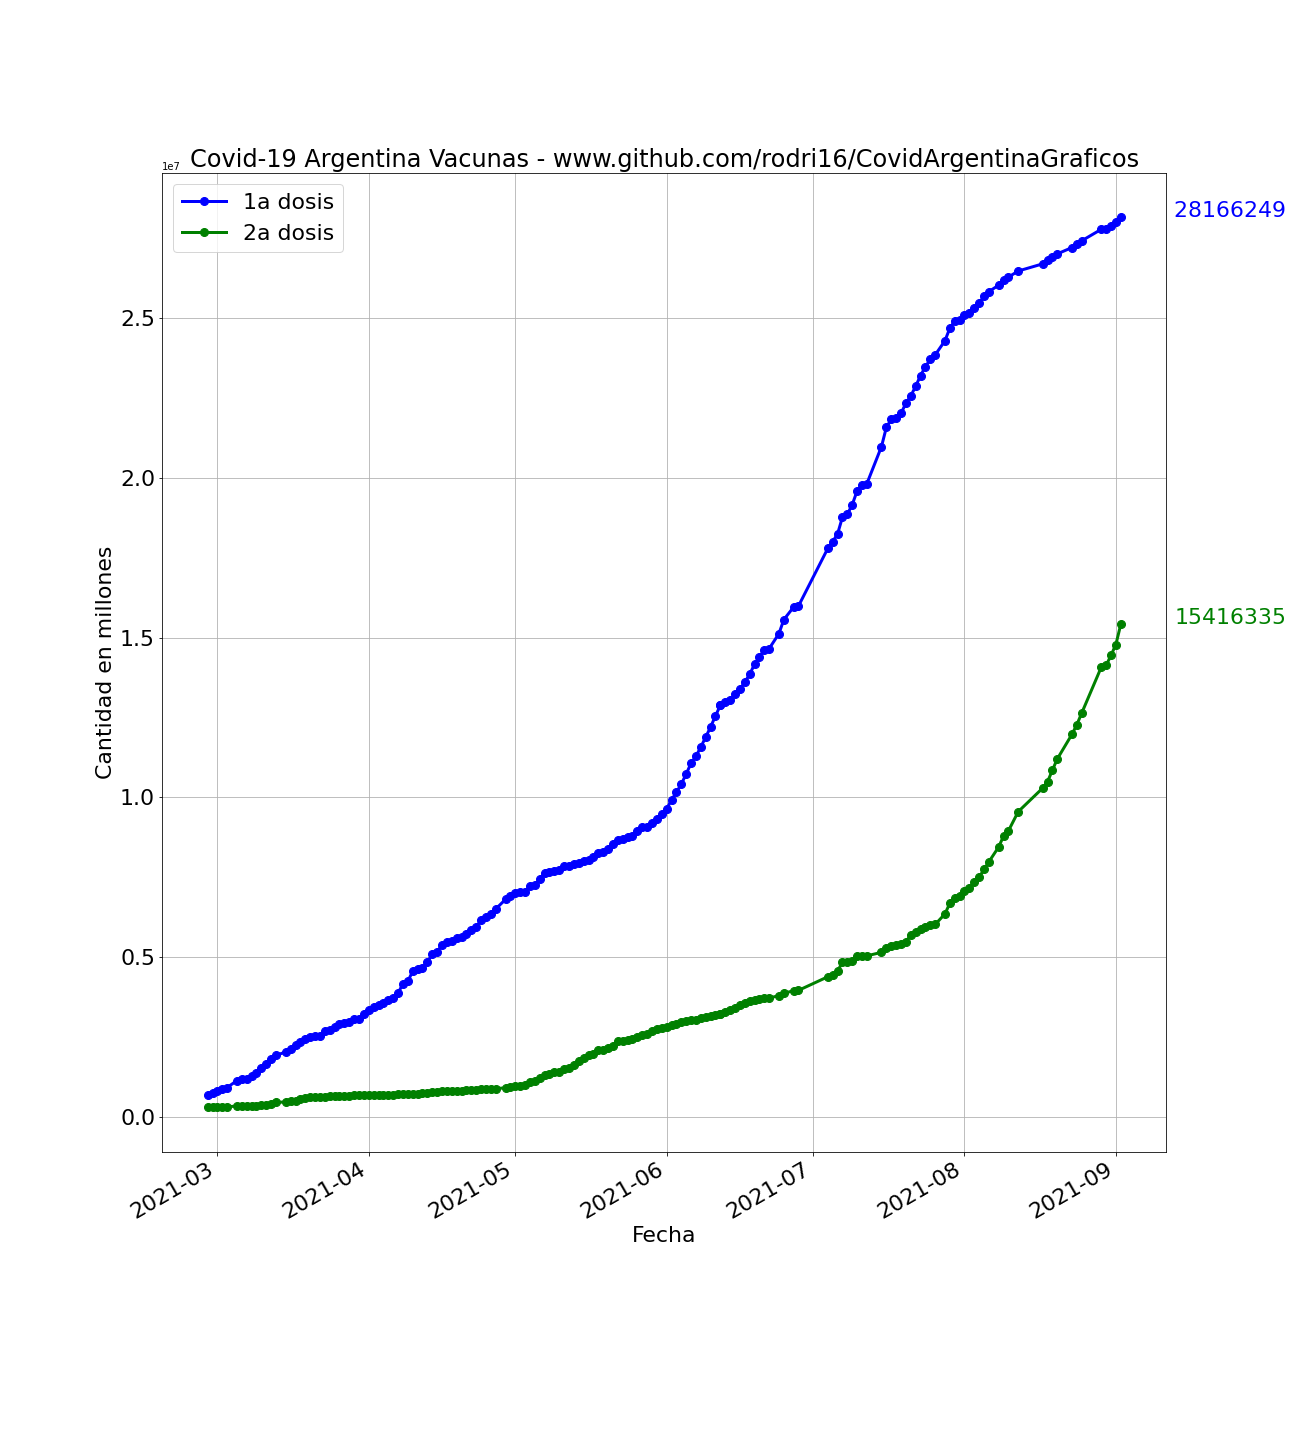 Covid-19 Argentina Vacunas - www.github.com/rodri16/CovidArgentinaGraficos
1e7
1a dosis
2a dosis
28166249
15416335
2.5
2.0
1.5
1.0
0.5
0.0
Cantidad en millones
2021-03
2021-04
2021-05
2021-06
2021-07
2021-08
2021-09
Fecha